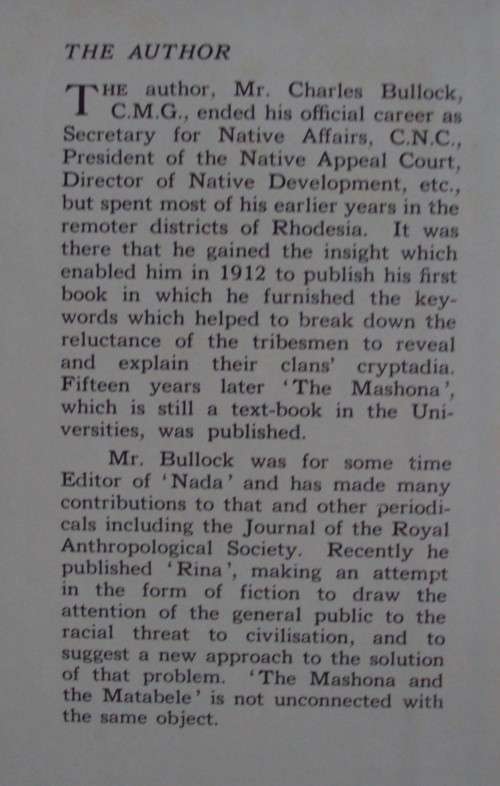 THE AUTHOR
THE author, Mr. Charles Bullock,
C.M.G., ended his official career as
Secretary for Native Affairs, C.N.C.,
President of the Native Appeal Court,
Director of Native Development, etc.,
but spent most of his earlier years in the
remoter districts of Rhodesia. It was
there that he gained the insight which
enabled him in 1912 to publish his first
book in which he furnished the key-
words which helped to break down the
reluctance of the tribesmen to reveal
and explain their clans' cryptadia.
Fifteen years later 'The Mashona',
which is still a text-book in the Uni-
versities, was published.
Mr. Bullock was for some time
Editor of 'Nada' and has made many
contributions to that and other periodi-
cals including the Journal of the Royal
Anthropological Society. Recently he
published 'Rina', making an attempt
in the form of fiction to draw the
attention of the general public to the
racial threat to civilisation, and to
suggest a new approach to the solution
of that problem. 'The Mashona and
the Matabele' is not unconnected with
the same object.